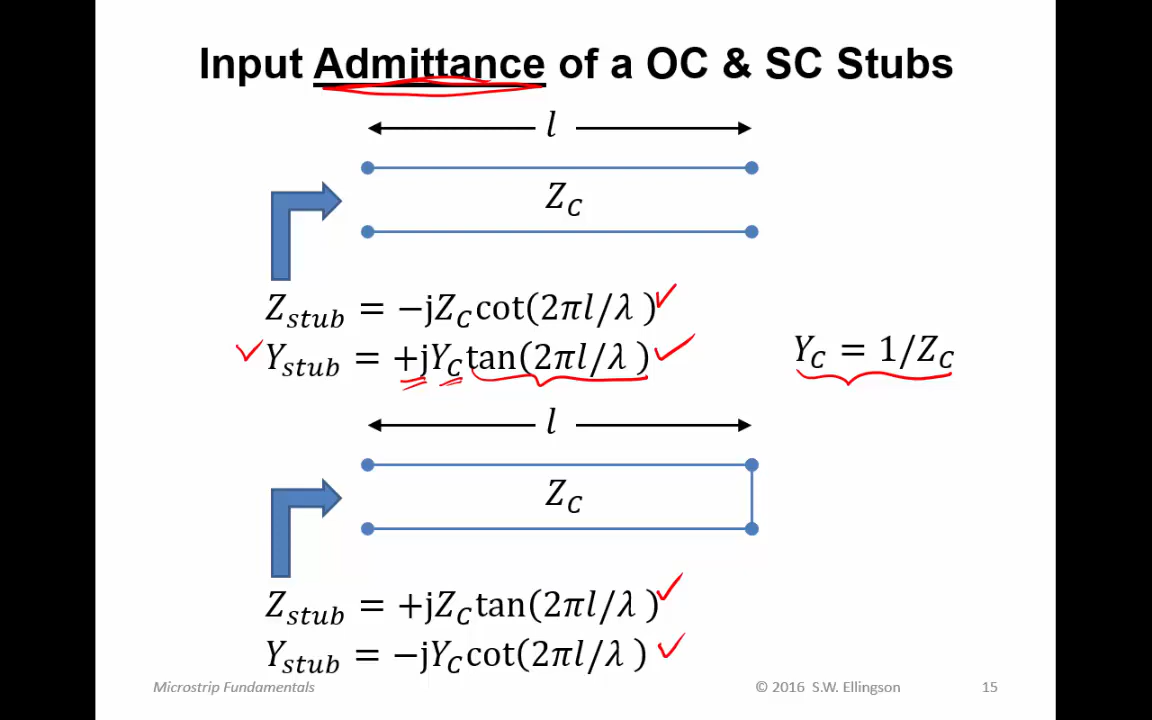 Input Admittance of a OC & SC Stubs
l
Z_C
Z_stub = −jZ_C cot(2πl/λ )
Y_stub = +jY_C tan(2πl/λ )
Y_C = 1/Z_C
l
Z_C
Z_stub = +jZ_C tan(2πl/λ )
Y_stub = −jY_C cot(2πl/λ )
Microstrip Fundamentals
© 2016 S.W. Ellingson
15